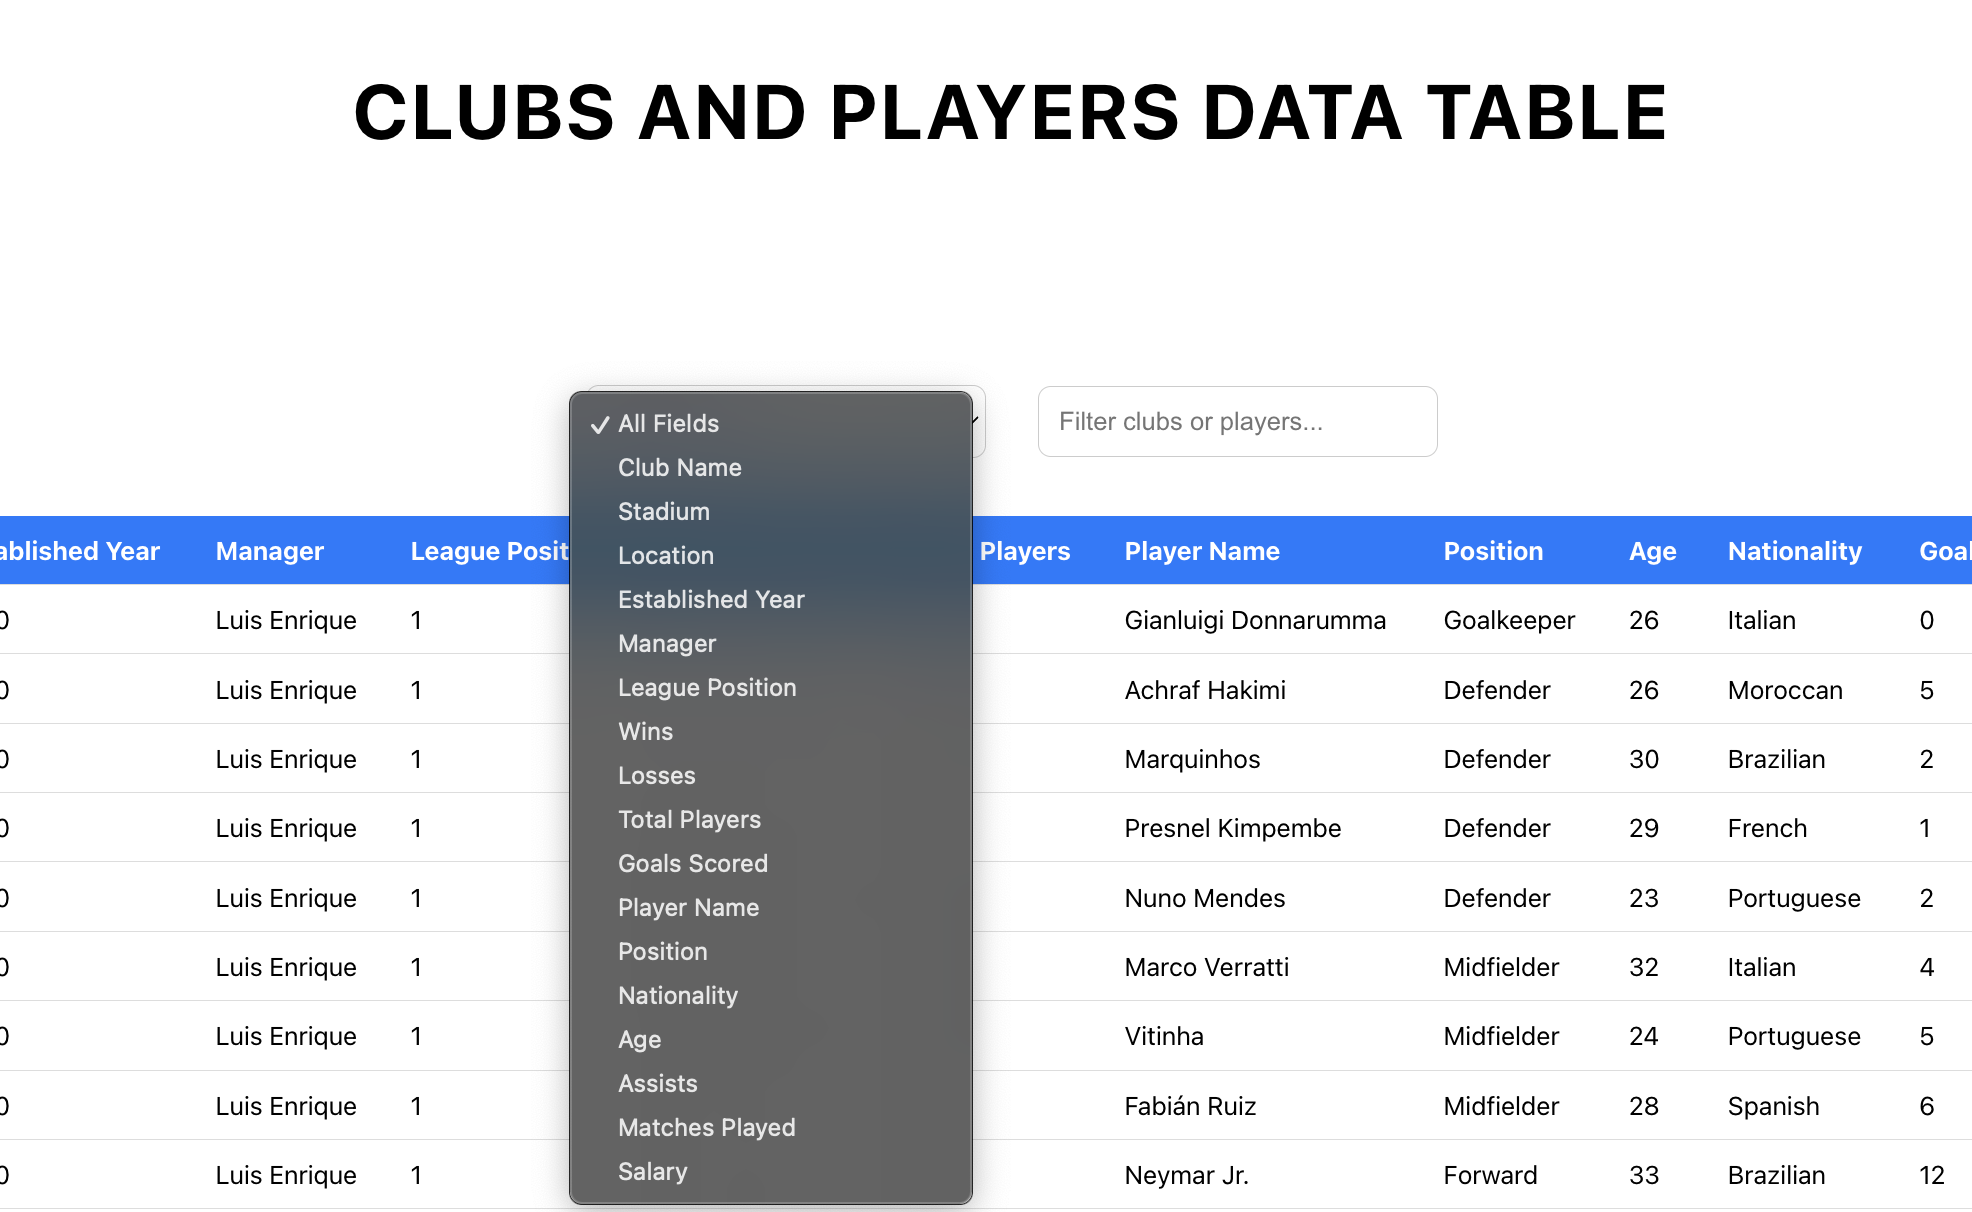 CLUBS AND PLAYERS DATA TABLE
Filter clubs or players...
All Fields
Club Name
Stadium
Location
Established Year
Manager
League Position
Wins
Losses
Total Players
Goals Scored
Player Name
Position
Nationality
Age
Assists
Matches Played
Salary
ablished Year Manager League Posit Players Player Name Position Age Nationality Goal
0 Luis Enrique 1 Gianluigi Donnarumma Goalkeeper 26 Italian 0
0 Luis Enrique 1 Achraf Hakimi Defender 26 Moroccan 5
0 Luis Enrique 1 Marquinhos Defender 30 Brazilian 2
0 Luis Enrique 1 Presnel Kimpembe Defender 29 French 1
0 Luis Enrique 1 Nuno Mendes Defender 23 Portuguese 2
0 Luis Enrique 1 Marco Verratti Midfielder 32 Italian 4
0 Luis Enrique 1 Vitinha Midfielder 24 Portuguese 5
0 Luis Enrique 1 Fabián Ruiz Midfielder 28 Spanish 6
0 Luis Enrique 1 Neymar Jr. Forward 33 Brazilian 12